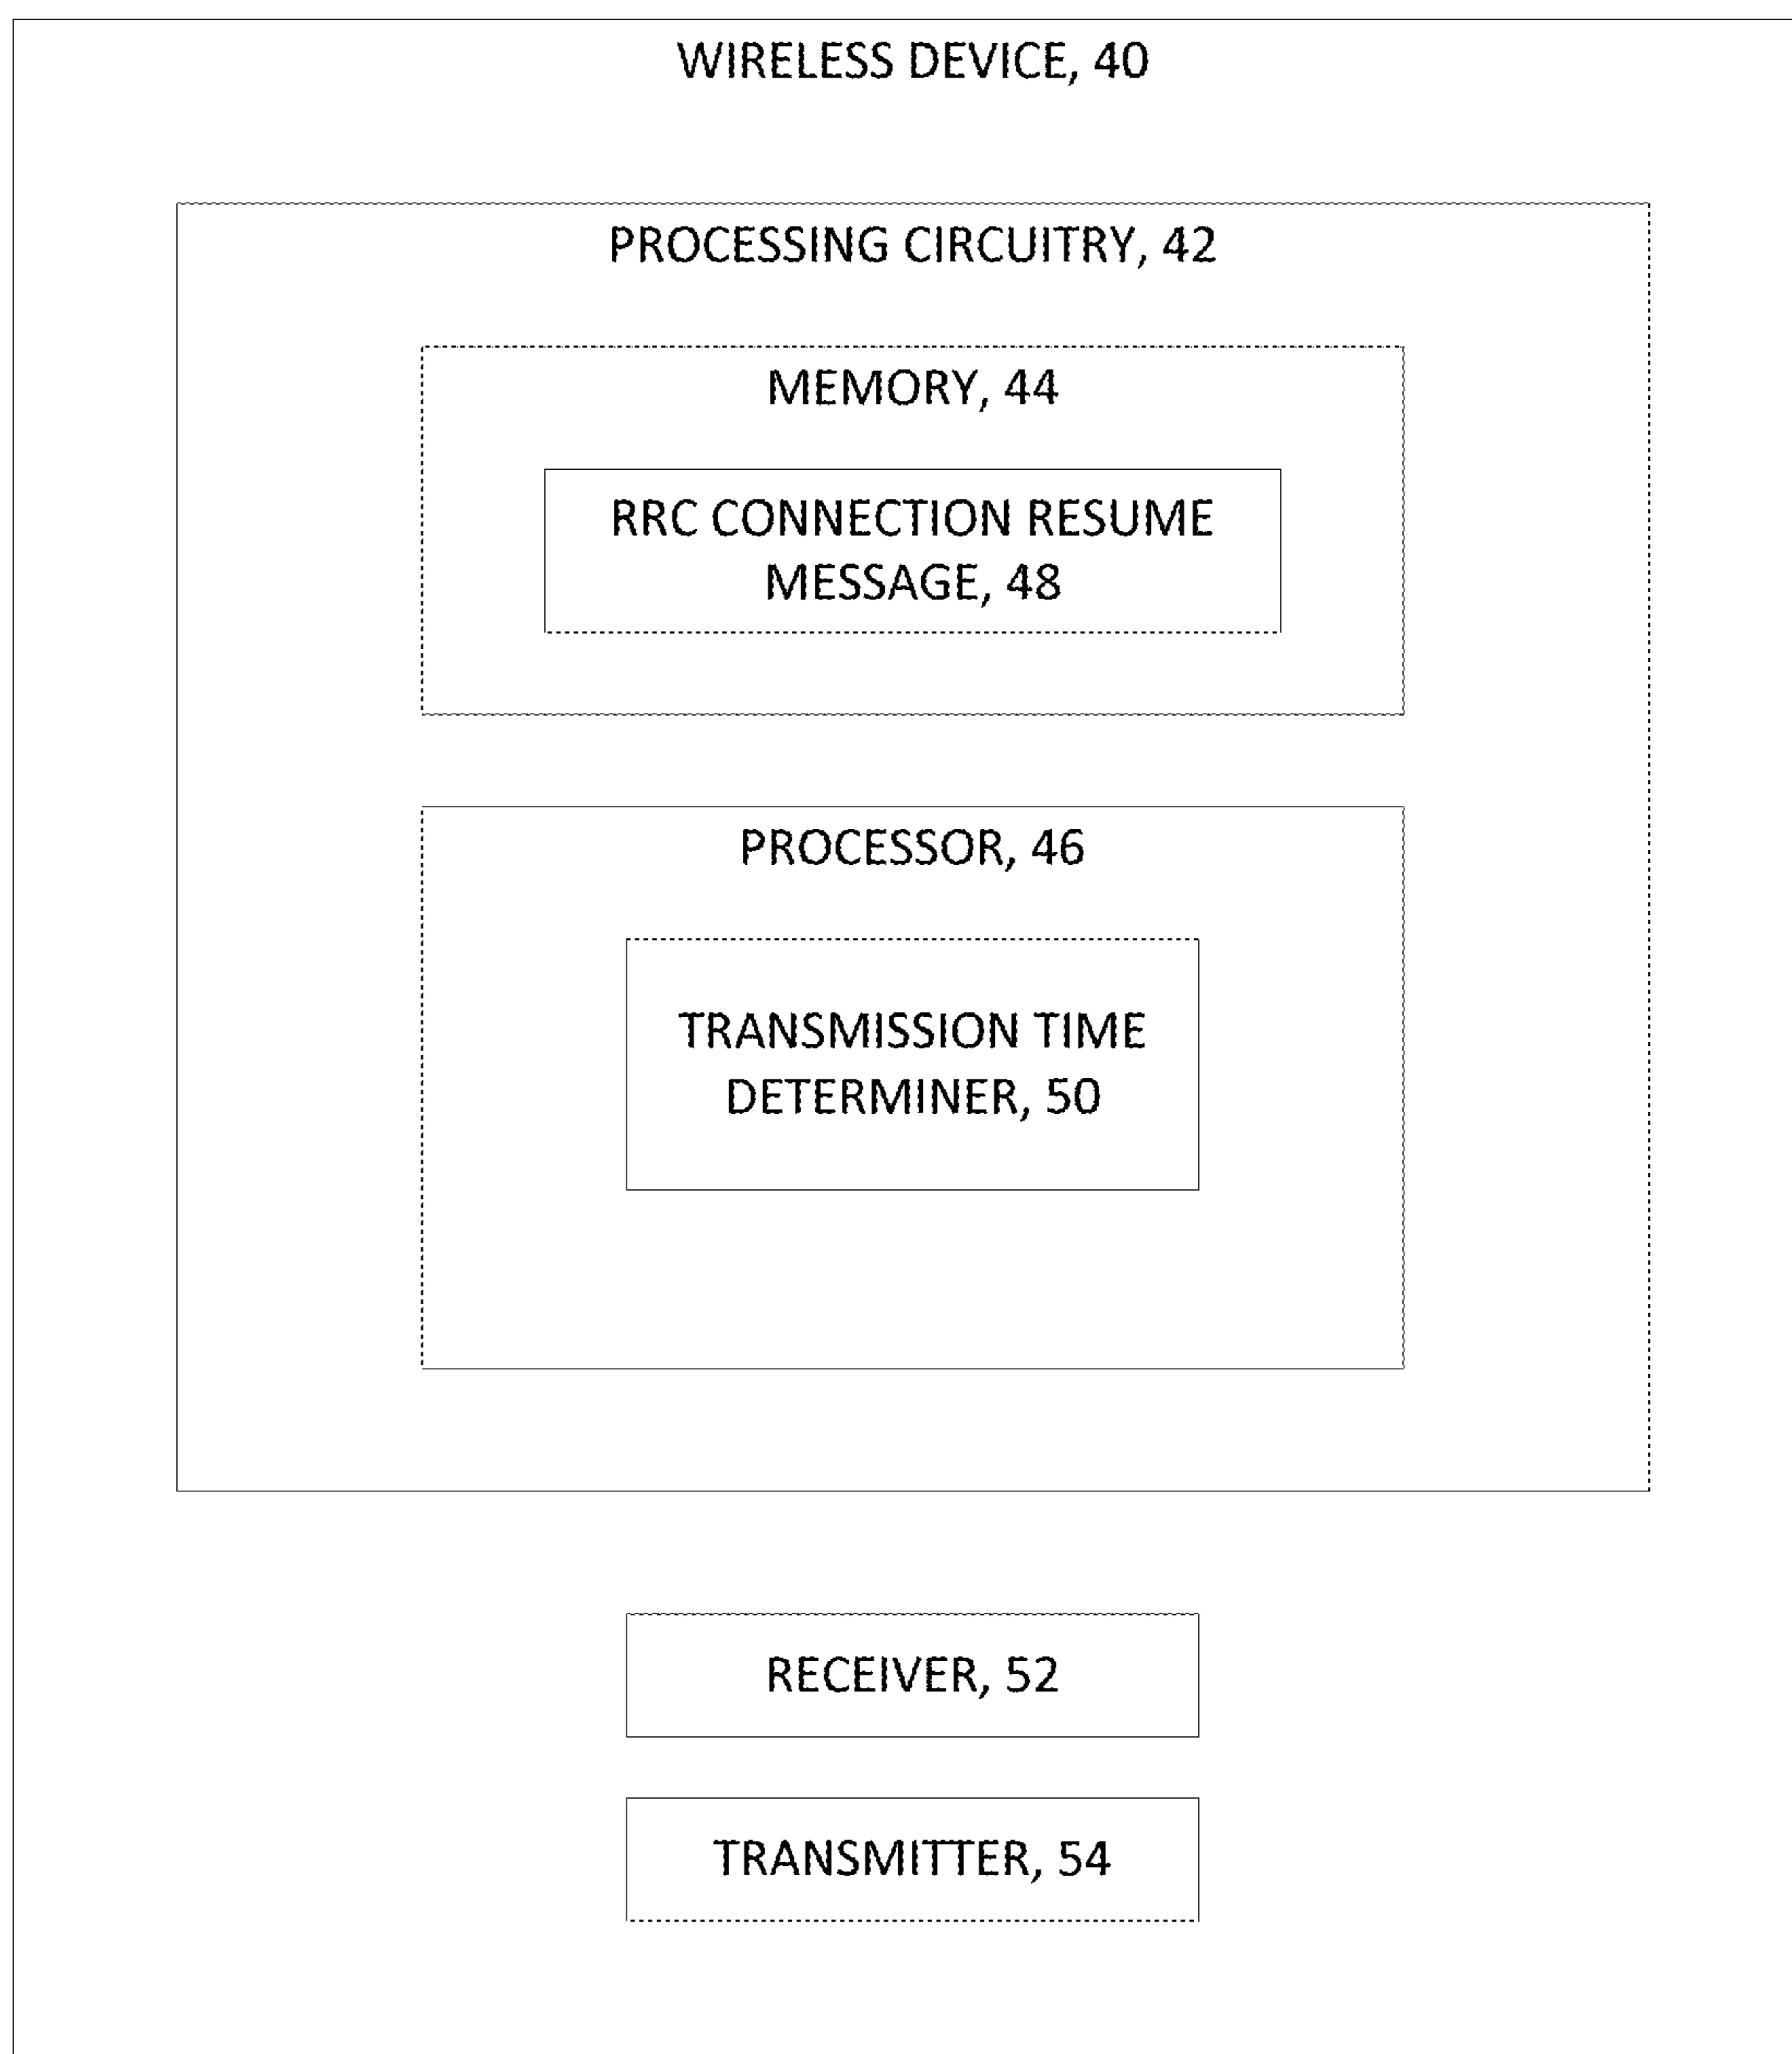 WIRELESS DEVICE, 40
PROCESSING CIRCUITRY, 42
MEMORY, 44
RRC CONNECTION RESUME
MESSAGE, 48
PROCESSOR, 46
TRANSMISSION TIME
DETERMINER, 50
RECEIVER, 52
TRANSMITTER, 54